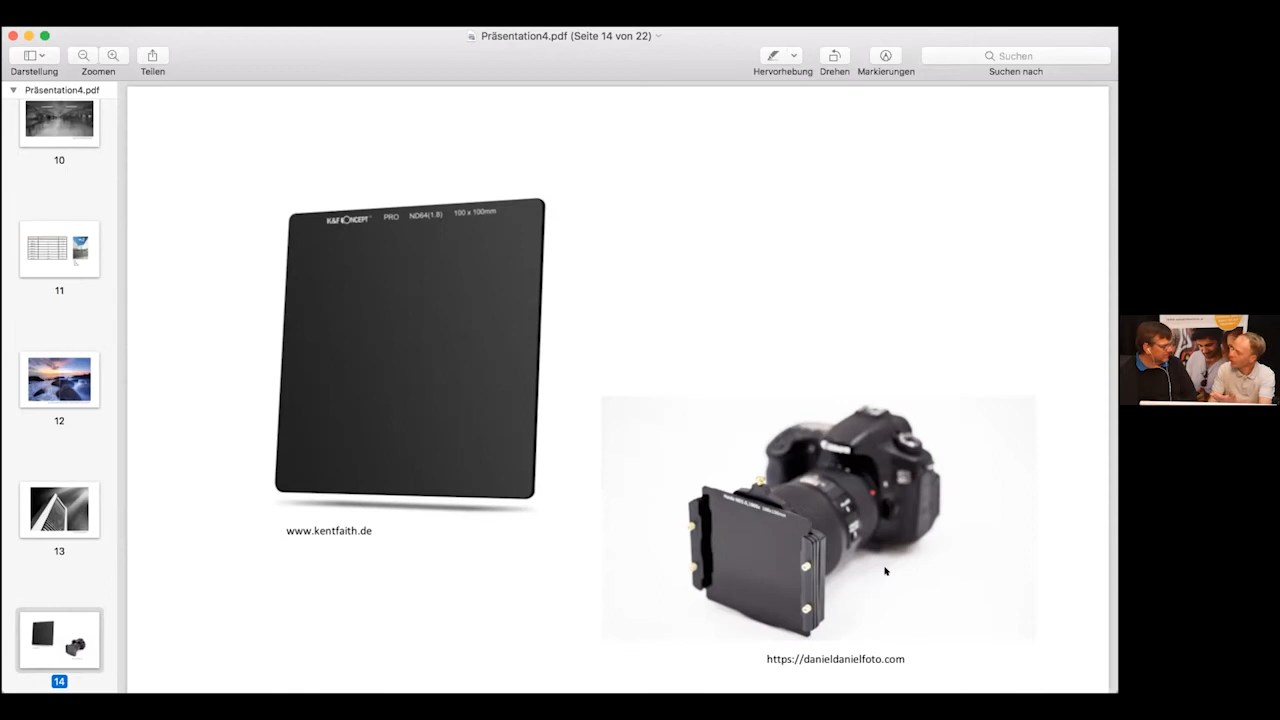 Präsentation4.pdf (Seite 14 von 22)
Suchen
Darstellung
Zoomen
Teilen
Hervorhebung
Drehen
Markierungen
Suchen nach
Präsentation4.pdf
10
11
12
13
14
K&F CONCEPT PRO ND64(1.8) 100 x 100mm
www.kentfaith.de
Canon
https://danieldanielfoto.com